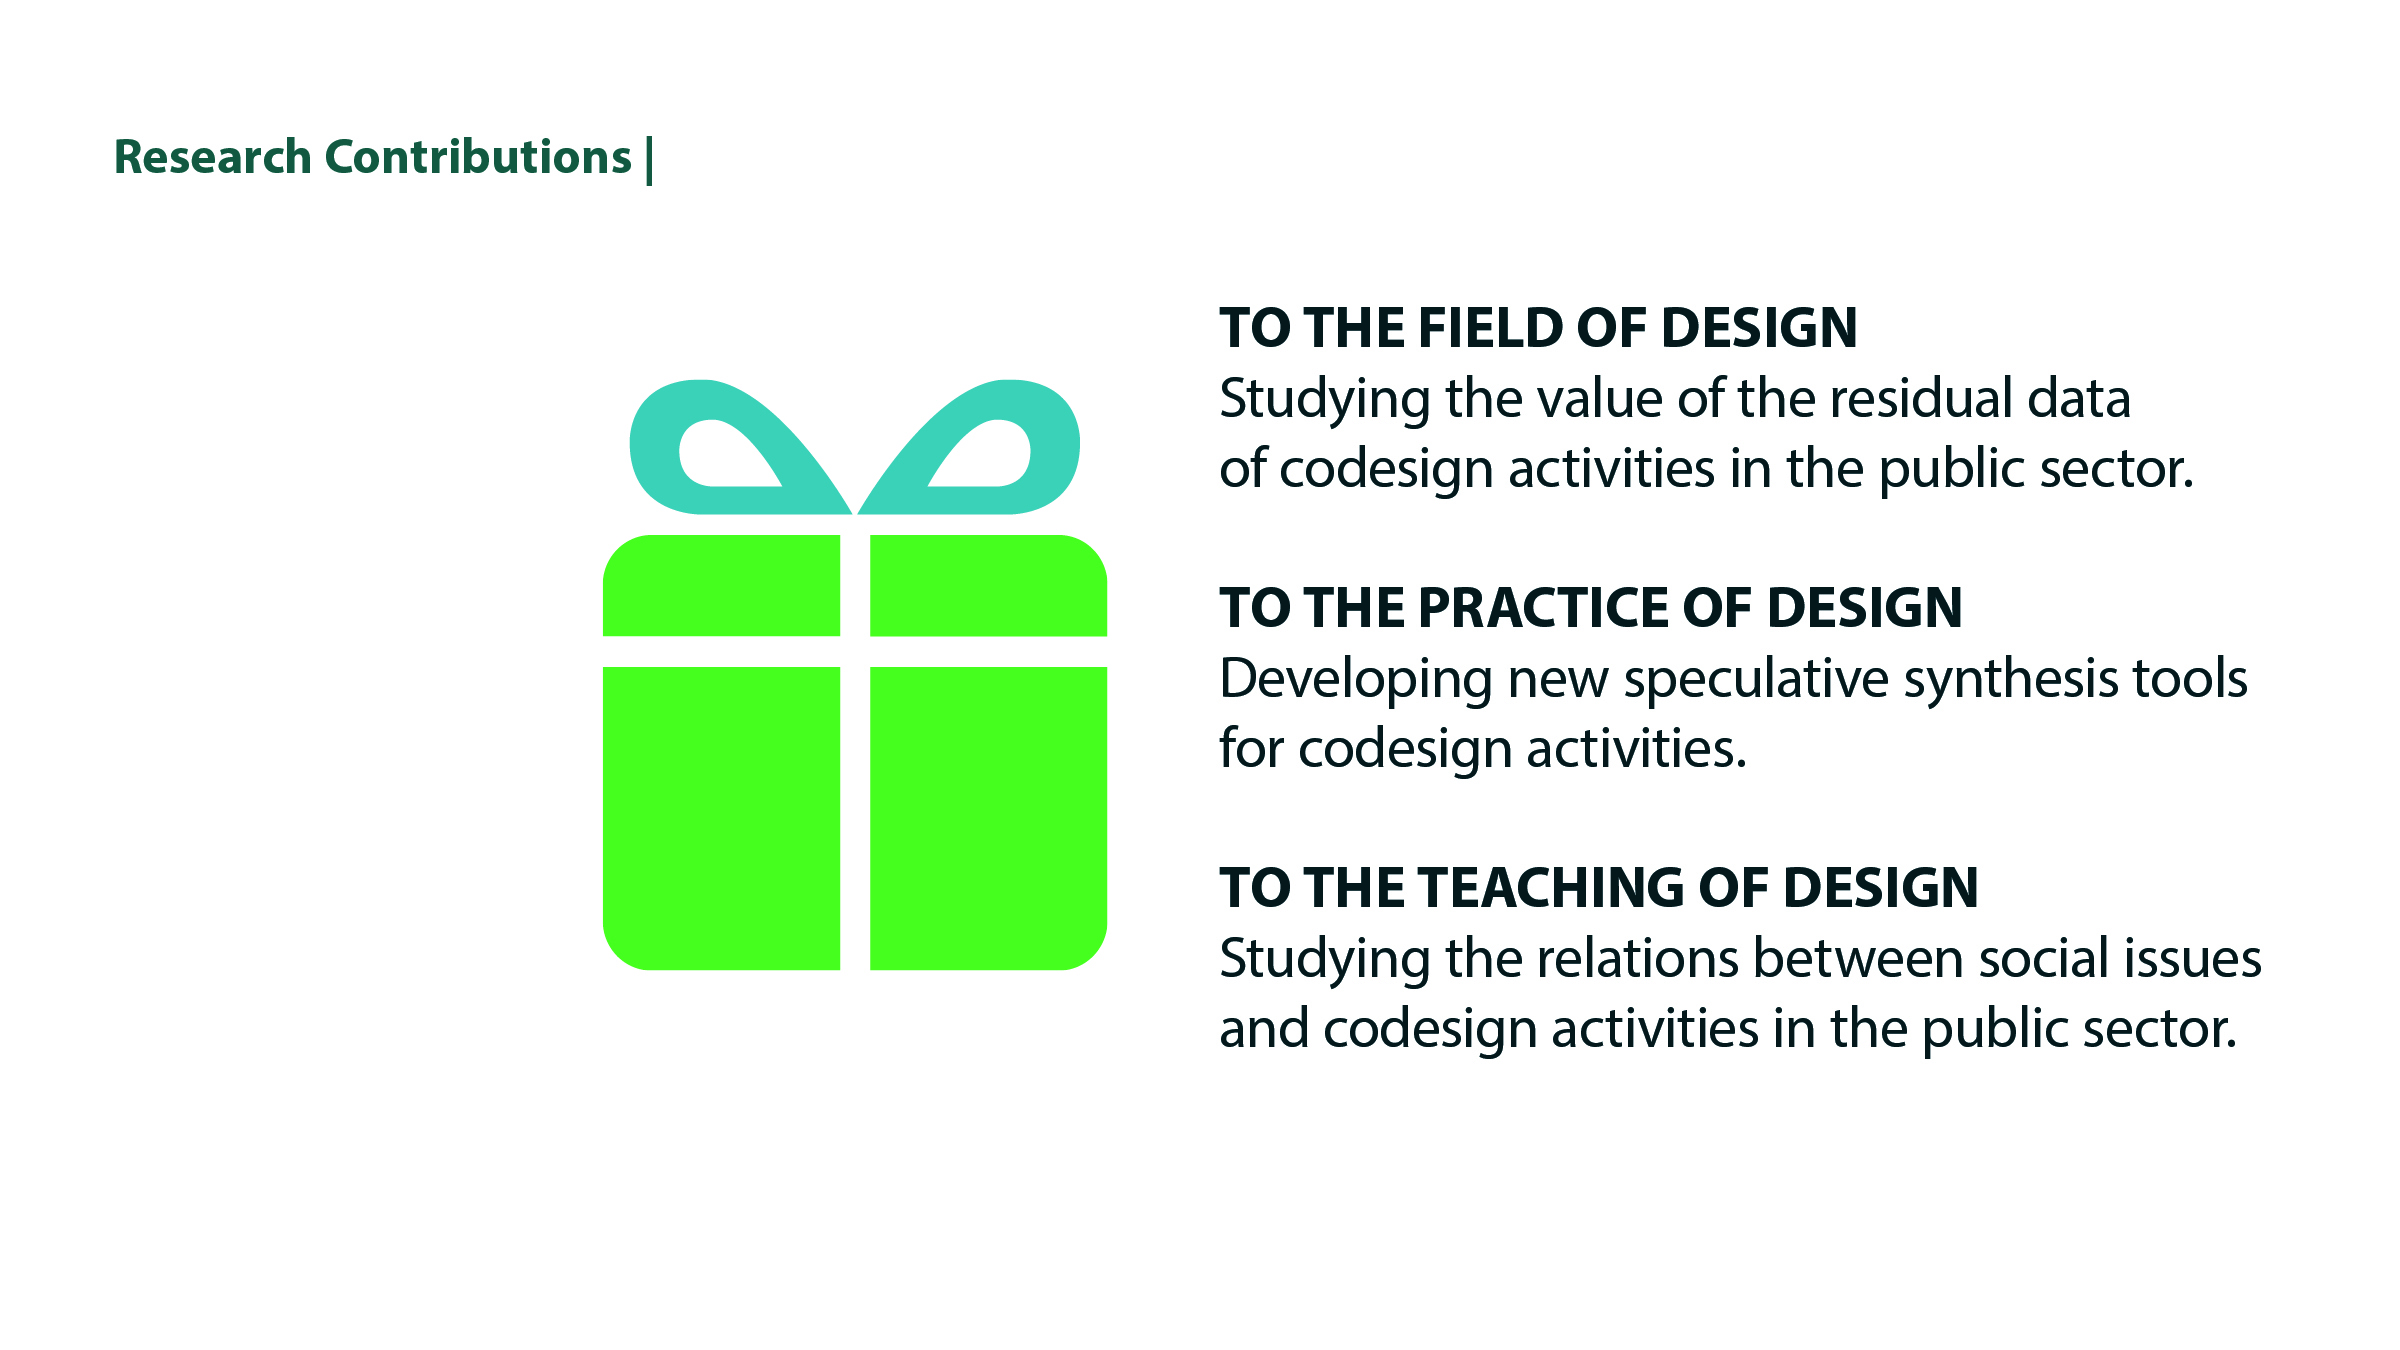 Research Contributions |
TO THE FIELD OF DESIGN
Studying the value of the residual data
of codesign activities in the public sector.
TO THE PRACTICE OF DESIGN
Developing new speculative synthesis tools
for codesign activities.
TO THE TEACHING OF DESIGN
Studying the relations between social issues
and codesign activities in the public sector.